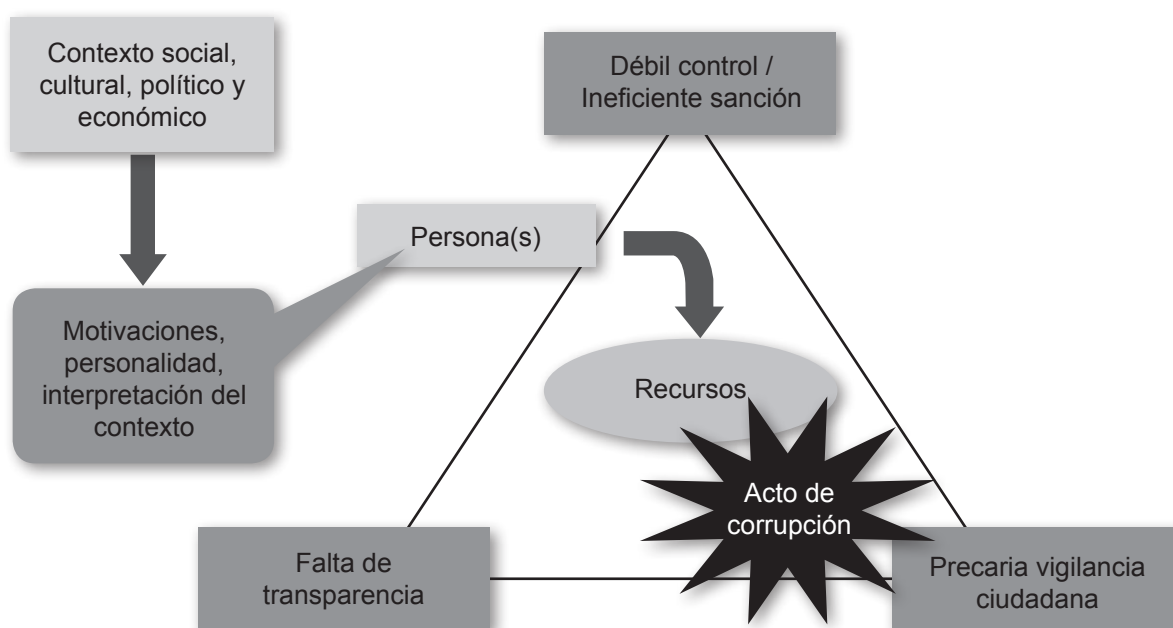 Contexto social,
cultural, político y
económico
Débil control /
Ineficiente sanción
Persona(s)
Motivaciones,
personalidad,
interpretación del
contexto
Recursos
Acto de
corrupción
Falta de
transparencia
Precaria vigilancia
ciudadana